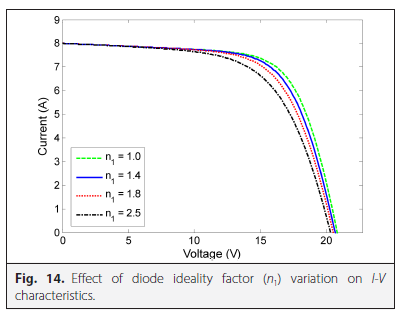 9
8
7
6
5
4
3
2
1
0
Current (A)
n1 = 1.0
n1 = 1.4
n1 = 1.8
n1 = 2.5
0 5 10 15 20
Voltage (V)
Fig. 14. Effect of diode ideality factor (n1) variation on I-V
characteristics.